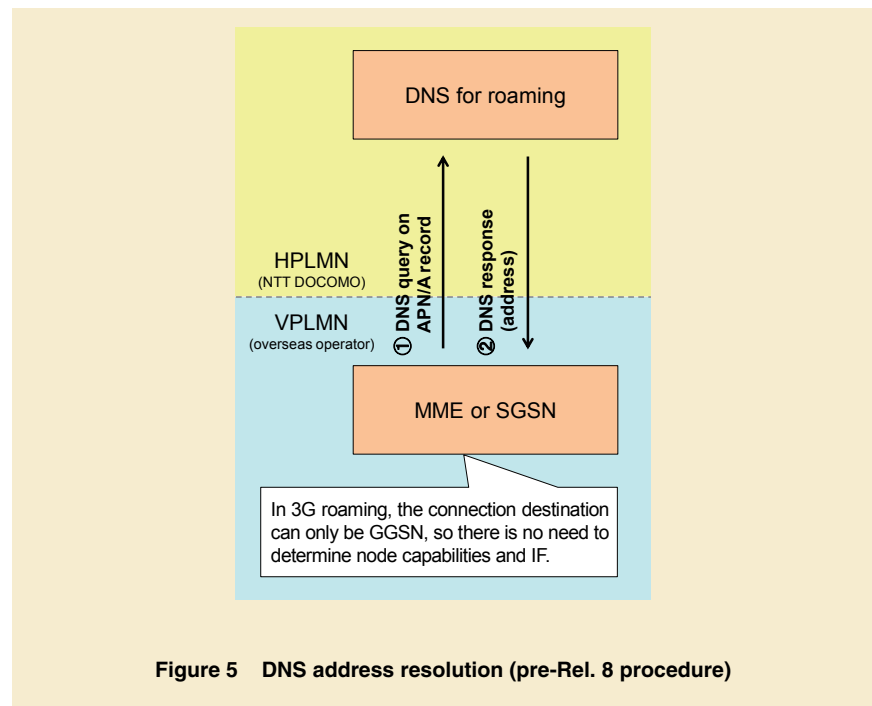 DNS for roaming
① DNS query on
APN/A record
② DNS response
(address)
HPLMN
(NTT DOCOMO)
VPLMN
(overseas operator)
MME or SGSN
In 3G roaming, the connection destination
can only be GGSN, so there is no need to
determine node capabilities and IF.
Figure 5 DNS address resolution (pre-Rel. 8 procedure)